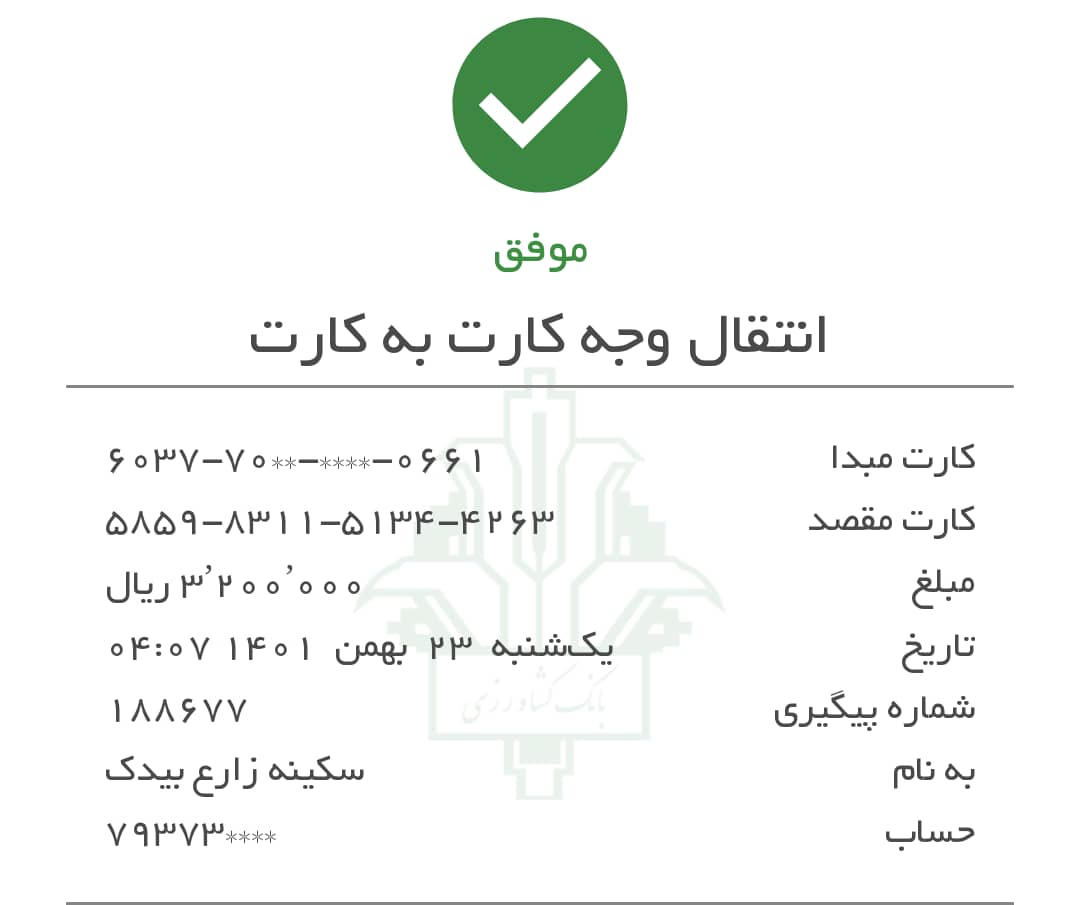 موفق
انتقال وجه کارت به کارت
کارت مبدا ۶۰۳۷-۷۰**-****-۰۶۶۱
کارت مقصد ۵۸۵۹-۸۳۱۱-۵۱۳۴-۴۲۶۳
مبلغ ۳٬۲۰۰٬۰۰۰ ریال
تاریخ یک‌شنبه ۲۳ بهمن ۱۴۰۱ ۰۴:۰۷
شماره پیگیری ۱۸۸۶۷۷
بانک کشاورزی
به نام سکینه زارع بیدک
حساب ۷۹۳۷۳****